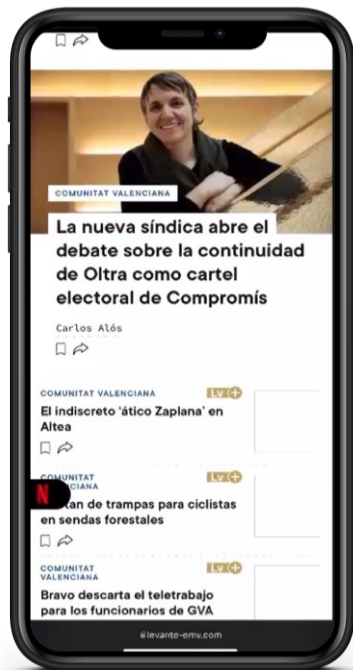 COMUNITAT VALENCIANA
La nueva síndica abre el
debate sobre la continuidad
de Oltra como cartel
electoral de Compromís
Carlos Alós
COMUNITAT VALENCIANA
Lv+
El indiscreto 'ático Zaplana' en
Altea
COMUNITAT
CIANA
Lv+
N
tan de trampas para ciclistas
en sendas forestales
COMUNITAT
VALENCIANA
Lv+
Bravo descarta el teletrabajo
para los funcionarios de GVA
levante-emv.com